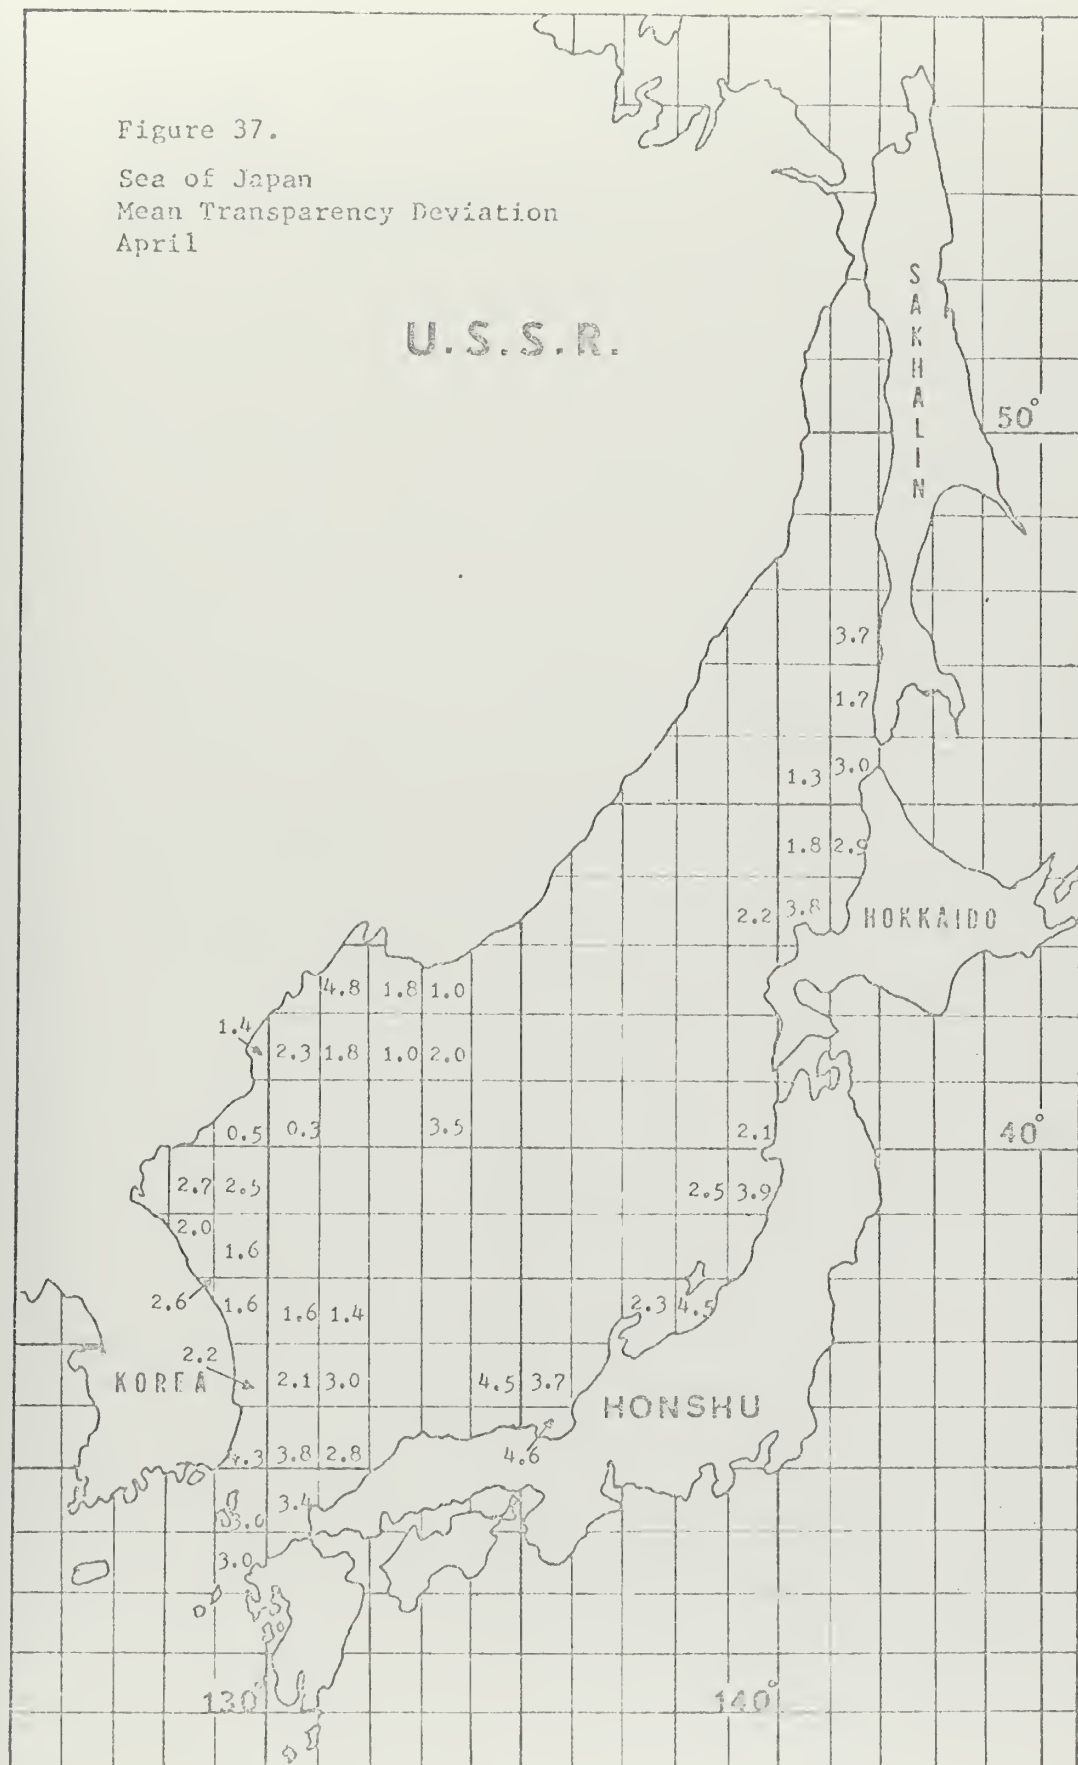 Figure 37.
Sea of Japan
Mean Transparency Deviation
April
U.S.S.R.
SAKHALIN
50°
3.7
1.7
1.3 3.0
1.8 2.9
2.2 3.8
HOKKAIDO
4.8 1.8 1.0
1.4
2.3 1.8 1.0 2.0
0.5 0.3 3.5 2.1
40°
2.7 2.5 2.5 3.9
2.0
1.6
2.6
1.6 1.6 1.4 2.3 4.5
2.2
KOREA
2.1 3.0 4.5 3.7
HONSHU
3.8 2.8 4.6
3.4
3.0
130°
140°